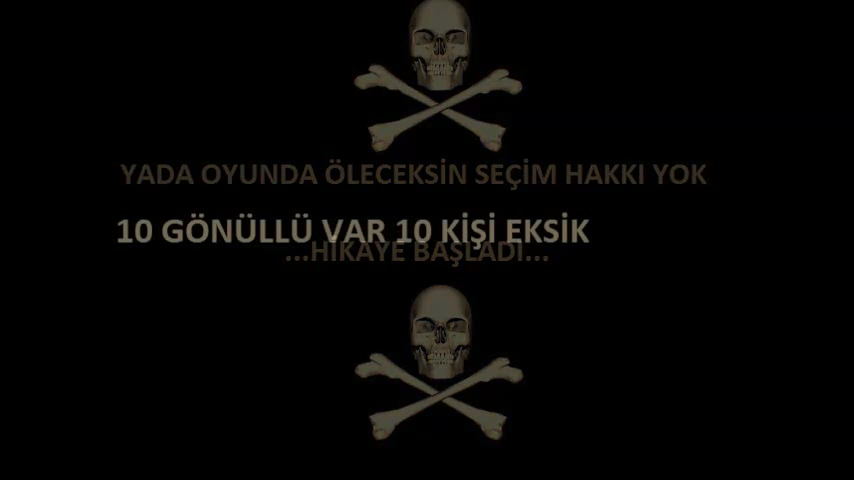 YADA OYUNDA ÖLECEKSİN SEÇİM HAKKI YOK
10 GÖNÜLLÜ VAR 10 KİŞİ EKSİK
...HİKAYE BAŞLADI...